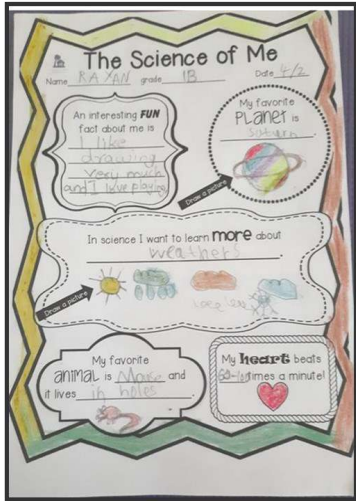 The Science of Me
Name RAYAN grade 1B Date 4/2
An interesting FUN
fact about me is
I like
drawing
very much
and I love playing
My favorite
PLANET is
Saturn.
Draw a picture
In science I want to learn more about
weathers.
Draw a picture
My favorite
ANIMAL is Mouse and
it lives in holes.
My heart beats
times a minute!